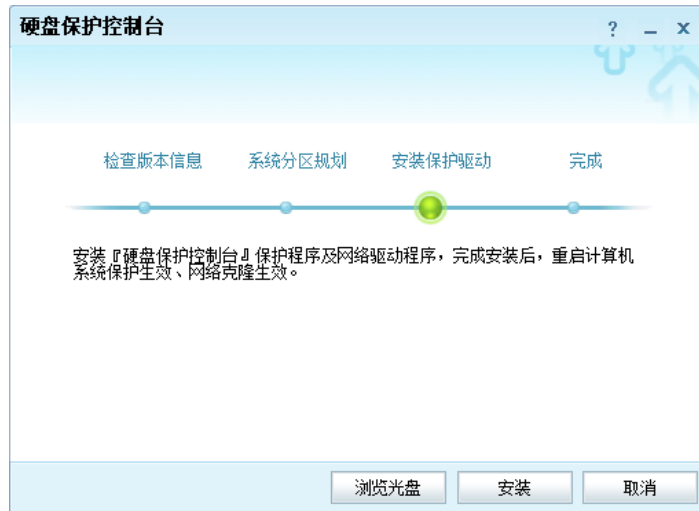 硬盘保护控制台
? _ x
检查版本信息 系统分区规划 安装保护驱动 完成
安装『硬盘保护控制台』保护程序及网络驱动程序，完成安装后，重启计算机
系统保护生效、网络克隆生效。
浏览光盘 安装 取消